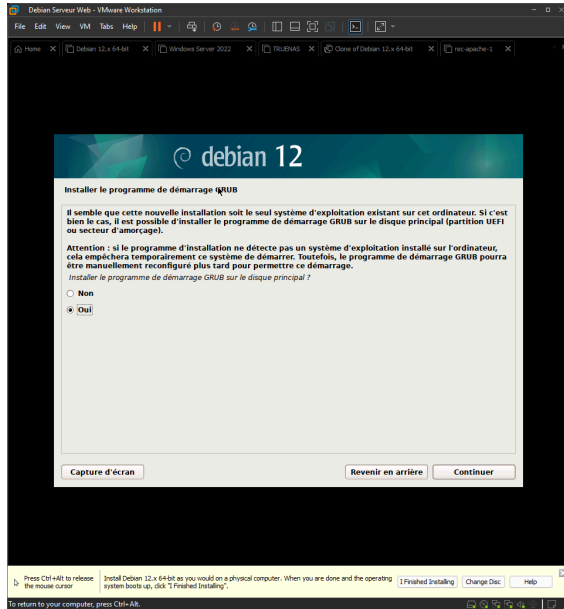 Debian Serveur Web - VMware Workstation
File Edit View VM Tabs Help
Home Debian 12.x 64-bit Windows Server 2022 TRUENAS Clone of Debian 12.x 64-bit rec-apache-1
debian 12
Installer le programme de démarrage GRUB
Il semble que cette nouvelle installation soit le seul système d'exploitation existant sur cet ordinateur. Si c'est
bien le cas, il est possible d'installer le programme de démarrage GRUB sur le disque principal (partition UEFI
ou secteur d'amorçage).
Attention : si le programme d'installation ne détecte pas un système d'exploitation installé sur l'ordinateur,
cela empêchera temporairement ce système de démarrer. Toutefois, le programme de démarrage GRUB pourra
être manuellement reconfiguré plus tard pour permettre ce démarrage.
Installer le programme de démarrage GRUB sur le disque principal ?
Non
Oui
Capture d'écran Revenir en arrière Continuer
Press Ctrl+Alt to release
the mouse cursor
Install Debian 12.x 64-bit as you would on a physical computer. When you are done and the operating
system boots up, click "I Finished Installing".
I Finished Installing Change Disc Help
To return to your computer, press Ctrl+Alt.